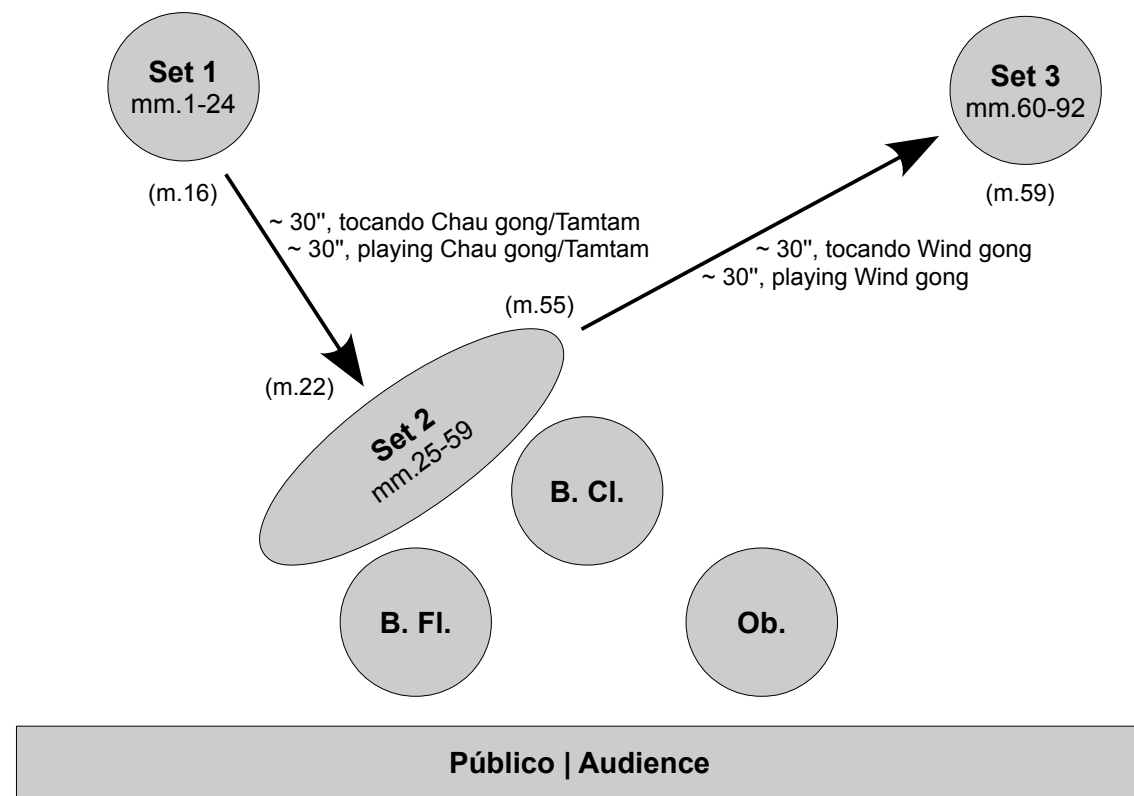 Set 1
mm.1-24
Set 3
mm.60-92
(m.16)
(m.59)
~ 30", tocando Chau gong/Tamtam
~ 30", playing Chau gong/Tamtam
~ 30", tocando Wind gong
~ 30", playing Wind gong
(m.55)
(m.22)
Set 2
mm.25-59
B. Cl.
B. Fl.
Ob.
Público | Audience